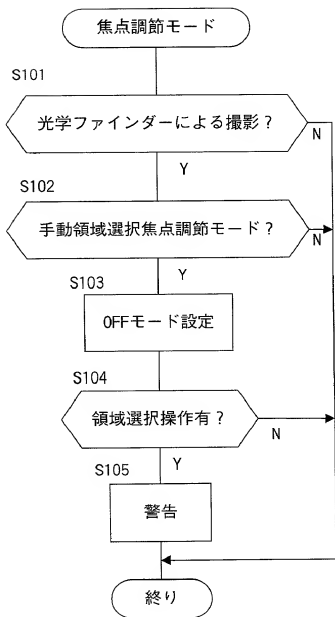 焦点調節モード
S101
光学ファインダーによる撮影？
N
Y
S102
手動領域選択焦点調節モード？
N
Y
S103
OFFモード設定
S104
領域選択操作有？
N
Y
S105
警告
終り